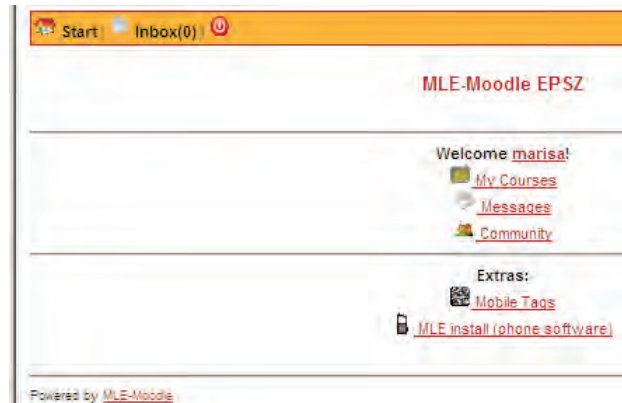 Start | Inbox(0) |
MLE-Moodle EPSZ
Welcome marisa!
My Courses
Messages
Community
Extras:
Mobile Tags
MLE install (phone software)
Powered by MLE-Moodle